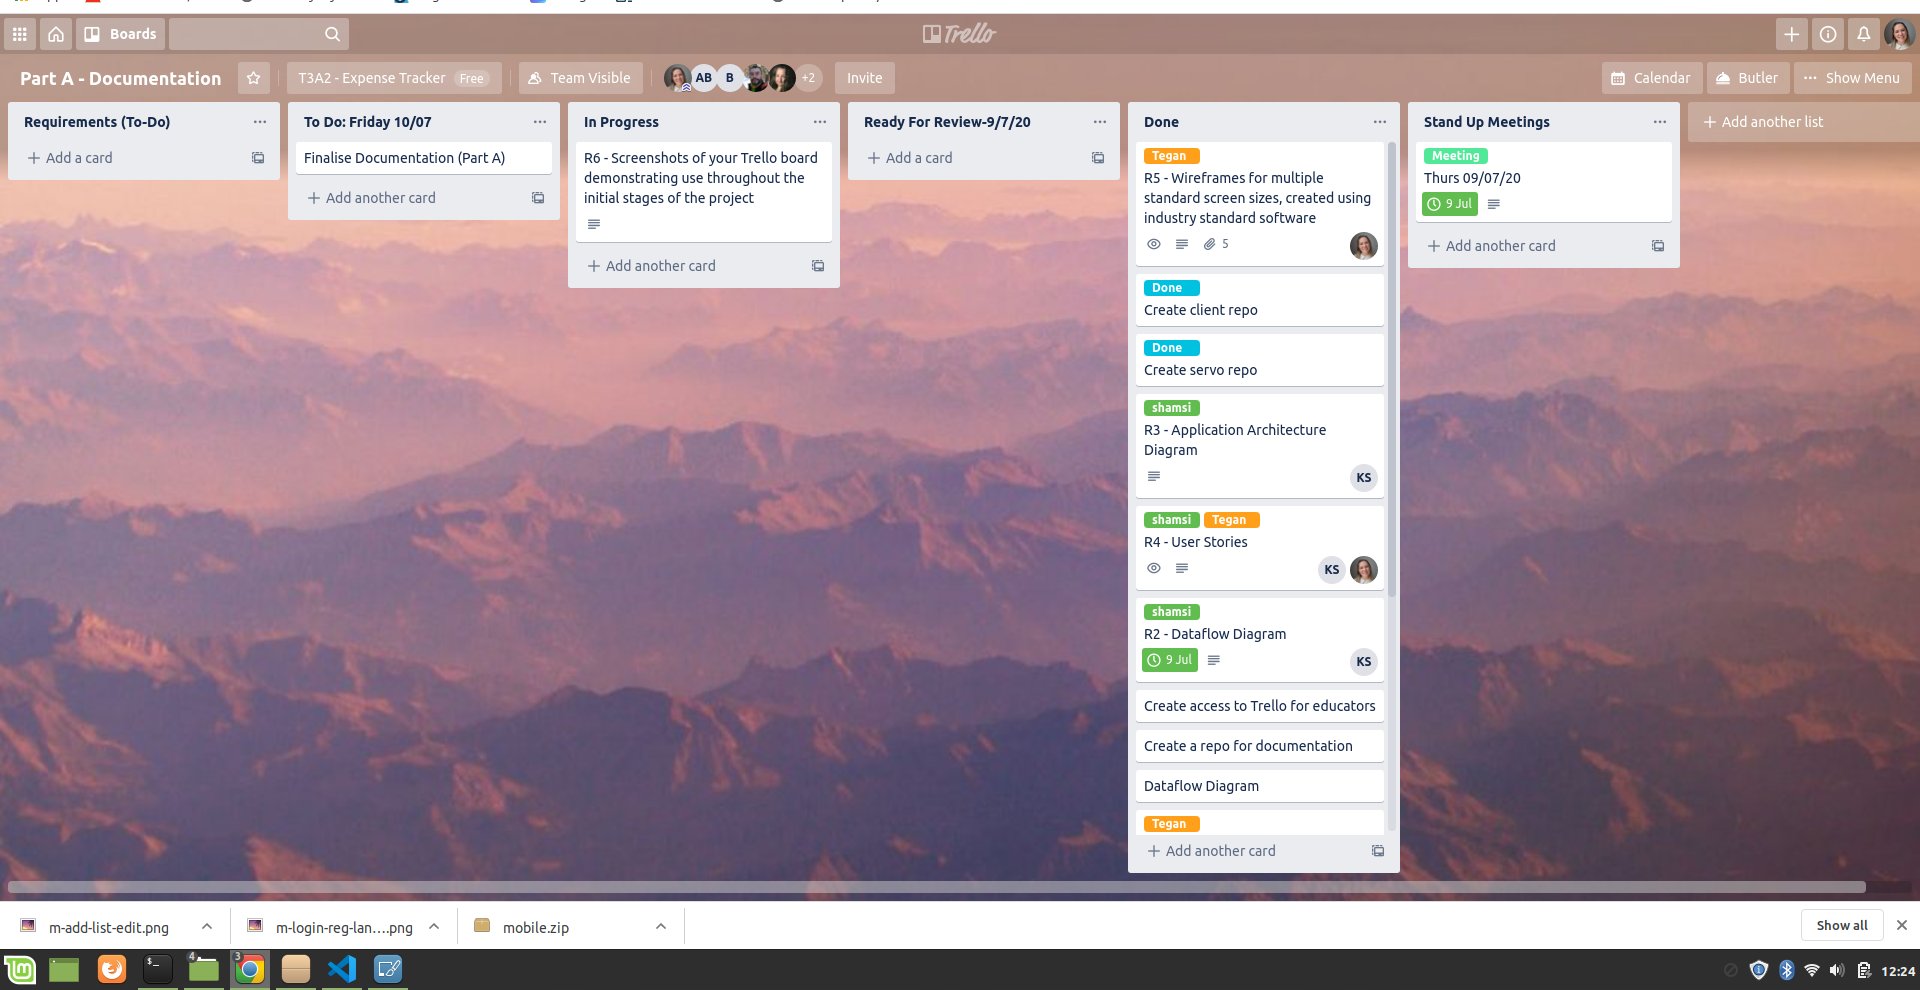 Boards
Trello
Part A - Documentation
T3A2 - Expense Tracker Free
Team Visible
AB
B
+2
Invite
Calendar
Butler
Show Menu
Requirements (To-Do)
Add a card
To Do: Friday 10/07
Finalise Documentation (Part A)
Add another card
In Progress
R6 - Screenshots of your Trello board
demonstrating use throughout the
initial stages of the project
Add another card
Ready For Review-9/7/20
Add a card
Done
Tegan
R5 - Wireframes for multiple
standard screen sizes, created using
industry standard software
5
Done
Create client repo
Done
Create servo repo
shamsi
R3 - Application Architecture
Diagram
KS
shamsi Tegan
R4 - User Stories
KS
shamsi
R2 - Dataflow Diagram
9 Jul
KS
Create access to Trello for educators
Create a repo for documentation
Dataflow Diagram
Tegan
Add another card
Stand Up Meetings
Meeting
Thurs 09/07/20
9 Jul
Add another card
Add another list
m-add-list-edit.png
m-login-reg-lan....png
mobile.zip
Show all
4
3
12:24